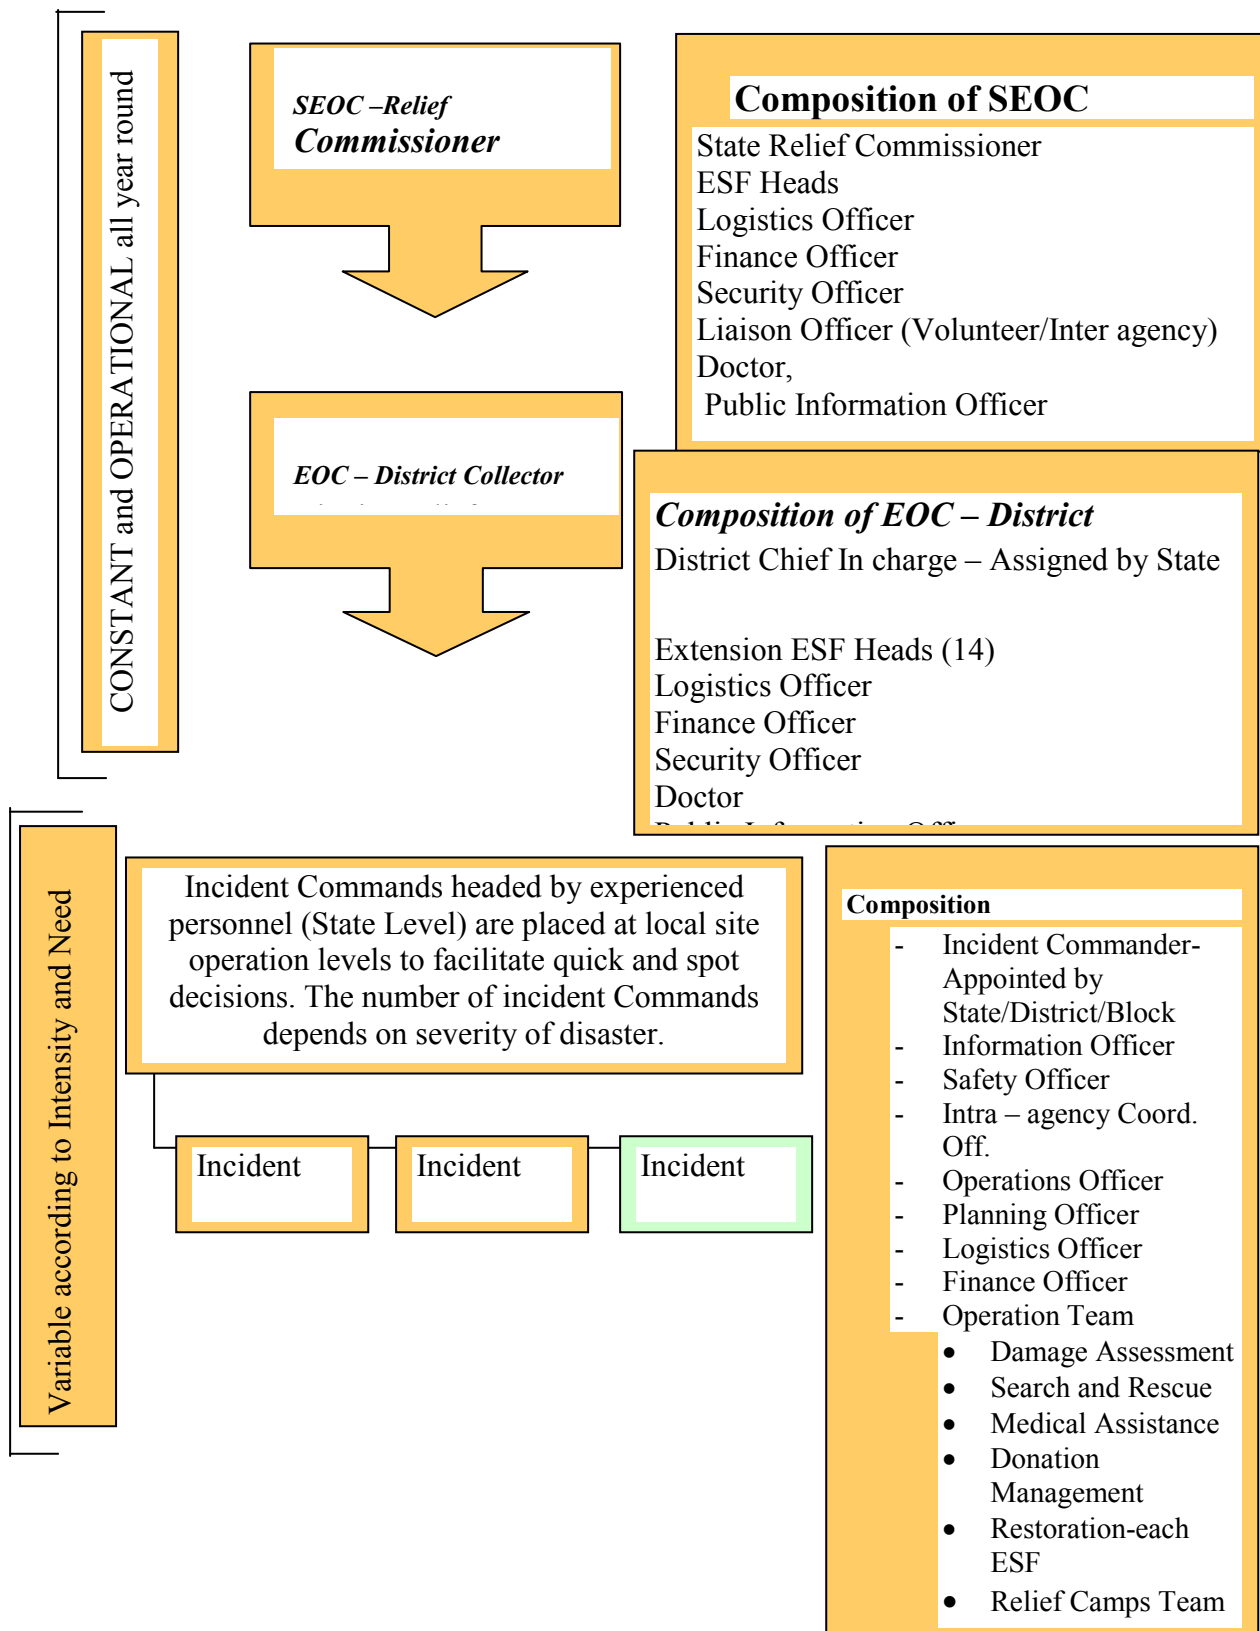 CONSTANT and OPERATIONAL all year round
SEOC –Relief
Commissioner
Composition of SEOC
State Relief Commissioner
ESF Heads
Logistics Officer
Finance Officer
Security Officer
Liaison Officer (Volunteer/Inter agency)
Doctor,
Public Information Officer
EOC – District Collector
Composition of EOC – District
District Chief In charge – Assigned by State
Extension ESF Heads (14)
Logistics Officer
Finance Officer
Security Officer
Doctor
Public Information Officer
Variable according to Intensity and Need
Incident Commands headed by experienced
personnel (State Level) are placed at local site
operation levels to facilitate quick and spot
decisions. The number of incident Commands
depends on severity of disaster.
Incident
Incident
Incident
Composition
- Incident Commander-
Appointed by
State/District/Block
- Information Officer
- Safety Officer
- Intra – agency Coord.
Off.
- Operations Officer
- Planning Officer
- Logistics Officer
- Finance Officer
- Operation Team
• Damage Assessment
• Search and Rescue
• Medical Assistance
• Donation
Management
• Restoration-each
ESF
• Relief Camps Team